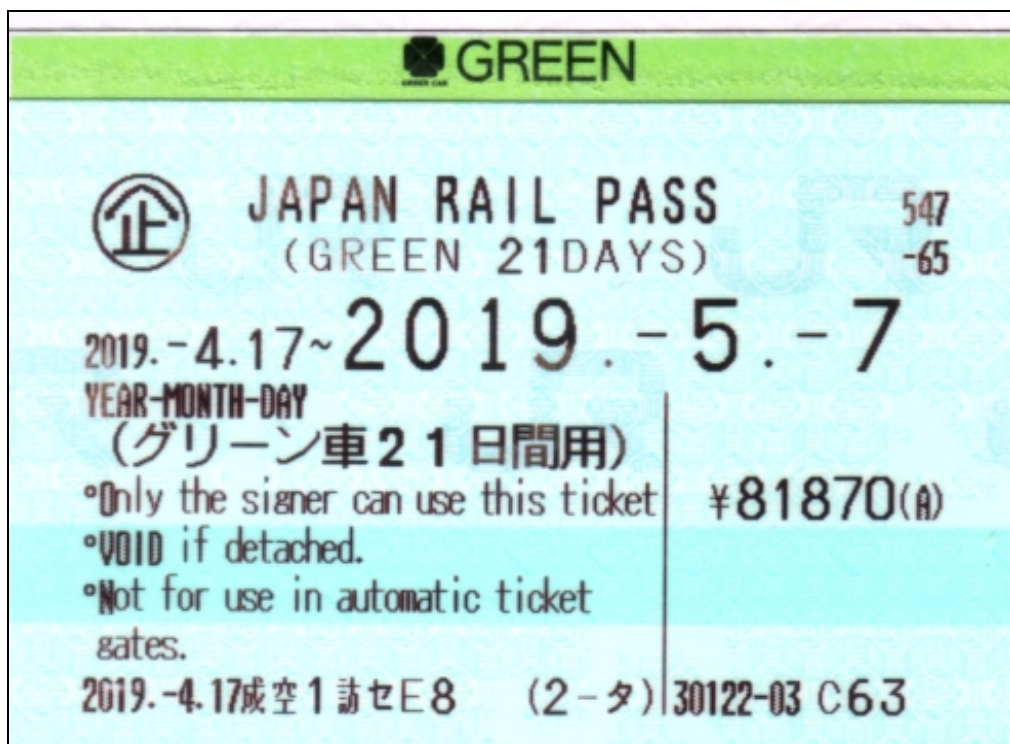 GREEN
GREEN CAR
止 JAPAN RAIL PASS 547
(GREEN 21DAYS) -65
2019.-4.17~2019.-5.-7
YEAR-MONTH-DAY
(グリーン車21日間用)
°Only the signer can use this ticket ¥81870(A)
°VOID if detached.
°Not for use in automatic ticket
gates.
2019.-4.17成空1訪セE8 (2-タ) 30122-03 C63